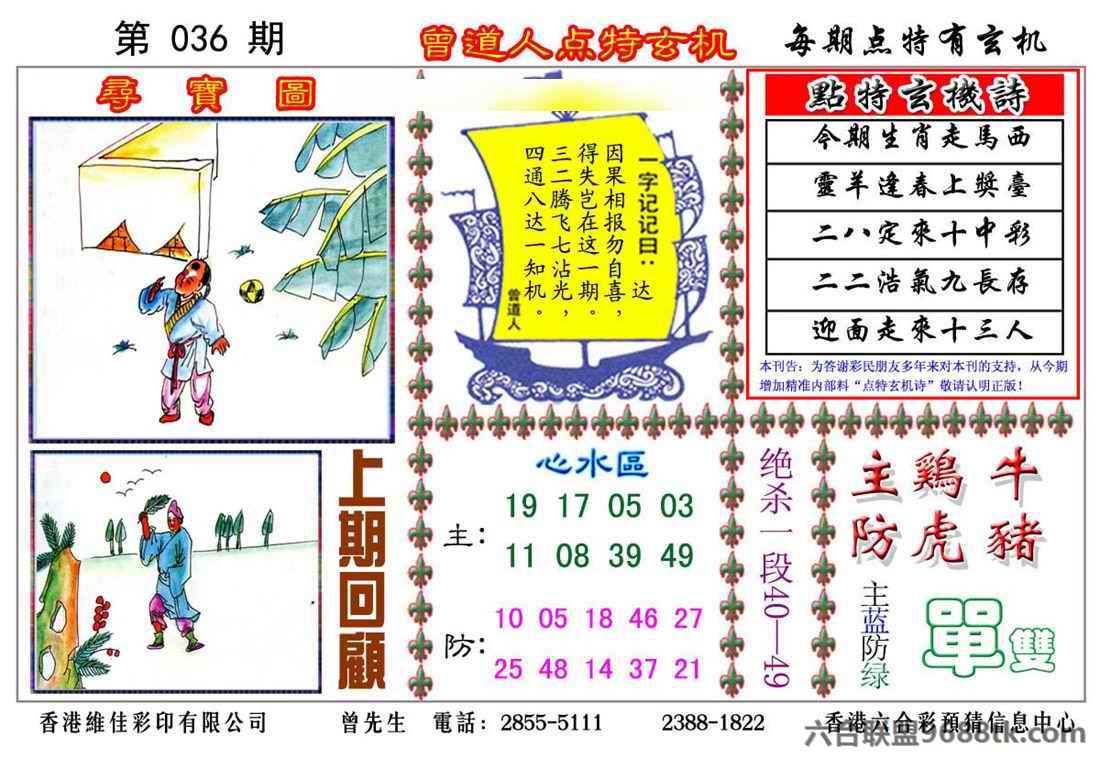 第 036 期
曾道人点特玄机
每期点特有玄机
尋寶圖
一字记记曰：达
因果相报勿自喜，
得失岂在这一期。
三二腾飞七沾光，
四通八达一知机。
曾道人
點特玄機詩
今期生肖走馬西
靈羊逢春上獎臺
二八定來十中彩
二二浩氣九長存
迎面走來十三人
本刊告：为答谢彩民朋友多年来对本刊的支持，从今期
增加精准内部料“点特玄机诗”敬请认明正版！
上期回顧
心水區
主：
19 17 05 03
11 08 39 49
防：
10 05 18 46 27
25 48 14 37 21
绝杀一段40—49
主鷄牛
防虎豬
主蓝防绿
單雙
香港維佳彩印有限公司 曾先生 電話：2855-5111 2388-1822 香港六合彩預猜信息中心
六合联盟9888tk.com